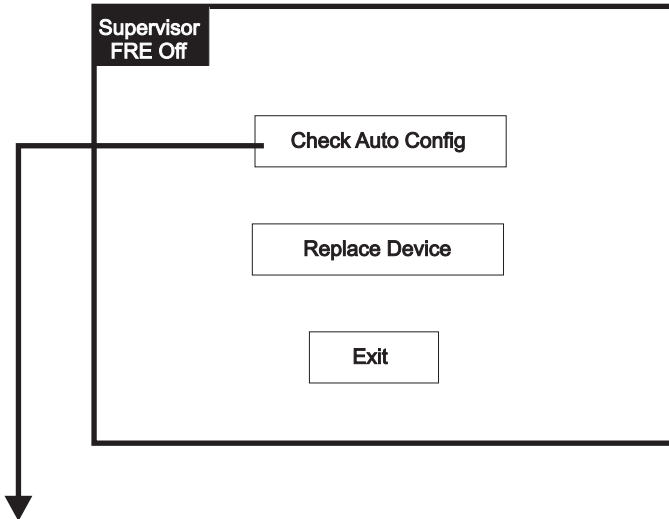 Supervisor
FRE Off
Check Auto Config
Replace Device
Exit